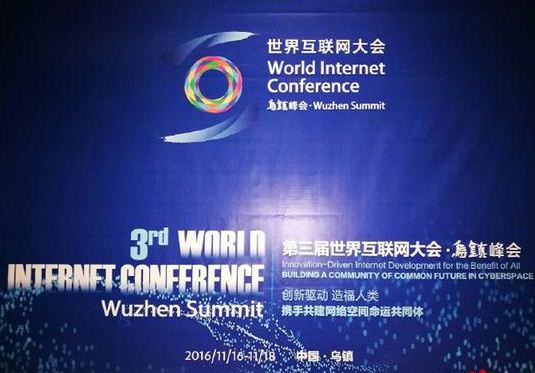 世界互联网大会
World Internet
Conference
乌镇峰会·Wuzhen Summit
3rd WORLD
INTERNET CONFERENCE
Wuzhen Summit
第三届世界互联网大会·乌镇峰会
Innovation-Driven Internet Development for the Benefit of All
BUILDING A COMMUNITY OF COMMON FUTURE IN CYBERSPACE
创新驱动 造福人类
携手共建网络空间命运共同体
2016/11/16-11/18 中国·乌镇